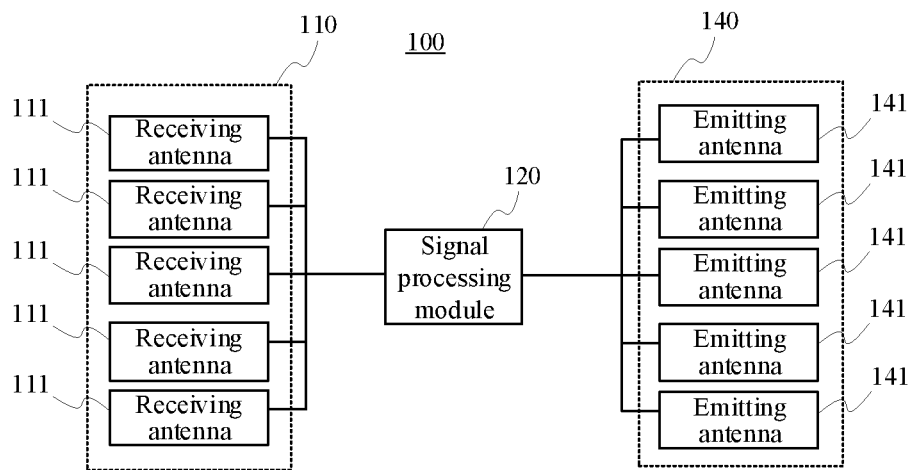 110
100
140
111
Receiving
antenna
111
Receiving
antenna
111
Receiving
antenna
111
Receiving
antenna
111
Receiving
antenna
120
Signal
processing
module
141
Emitting
antenna
141
Emitting
antenna
141
Emitting
antenna
141
Emitting
antenna
141
Emitting
antenna